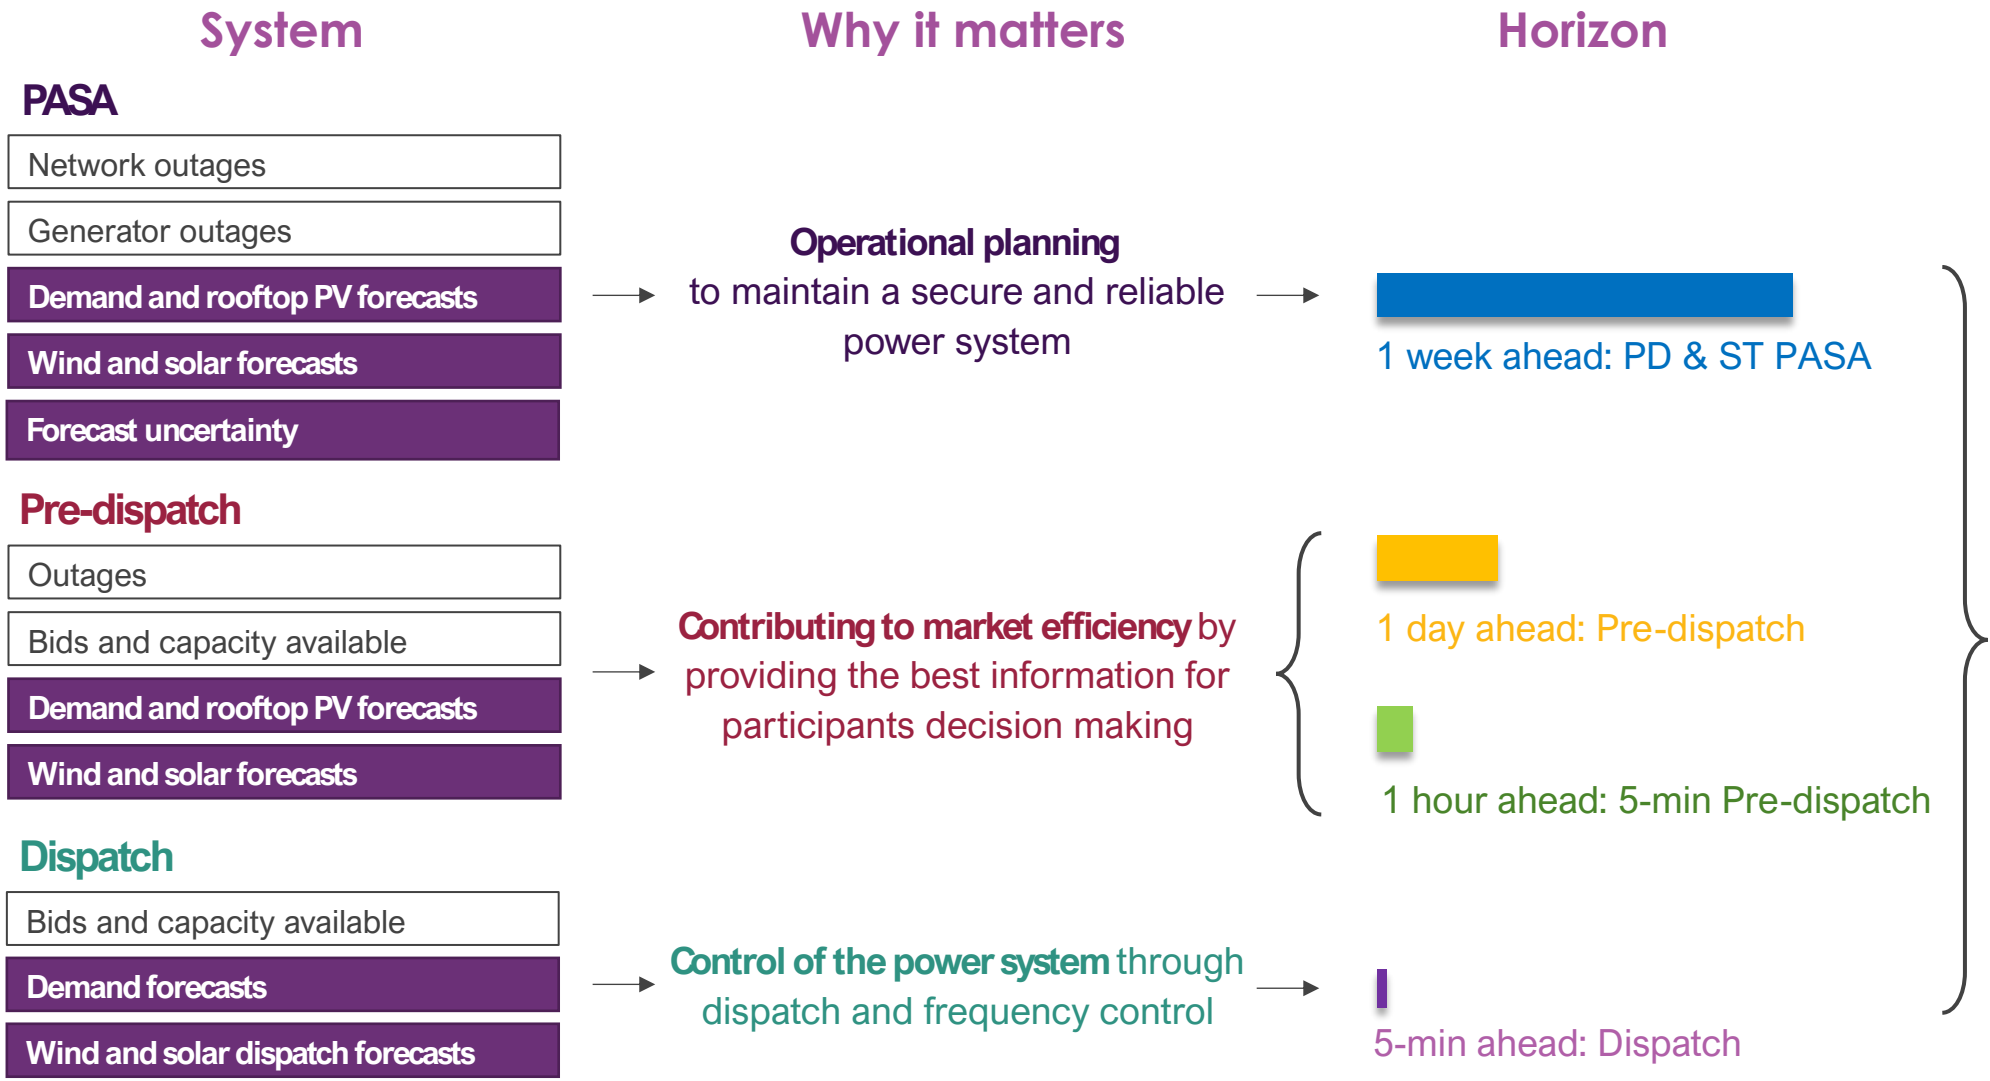 System
Why it matters
Horizon
PASA
Network outages
Generator outages
Demand and rooftop PV forecasts
Wind and solar forecasts
Forecast uncertainty
Operational planning
to maintain a secure and reliable
power system
1 week ahead: PD & ST PASA
Pre-dispatch
Outages
Bids and capacity available
Demand and rooftop PV forecasts
Wind and solar forecasts
Contributing to market efficiency by
providing the best information for
participants decision making
1 day ahead: Pre-dispatch
1 hour ahead: 5-min Pre-dispatch
Dispatch
Bids and capacity available
Demand forecasts
Wind and solar dispatch forecasts
Control of the power system through
dispatch and frequency control
5-min ahead: Dispatch